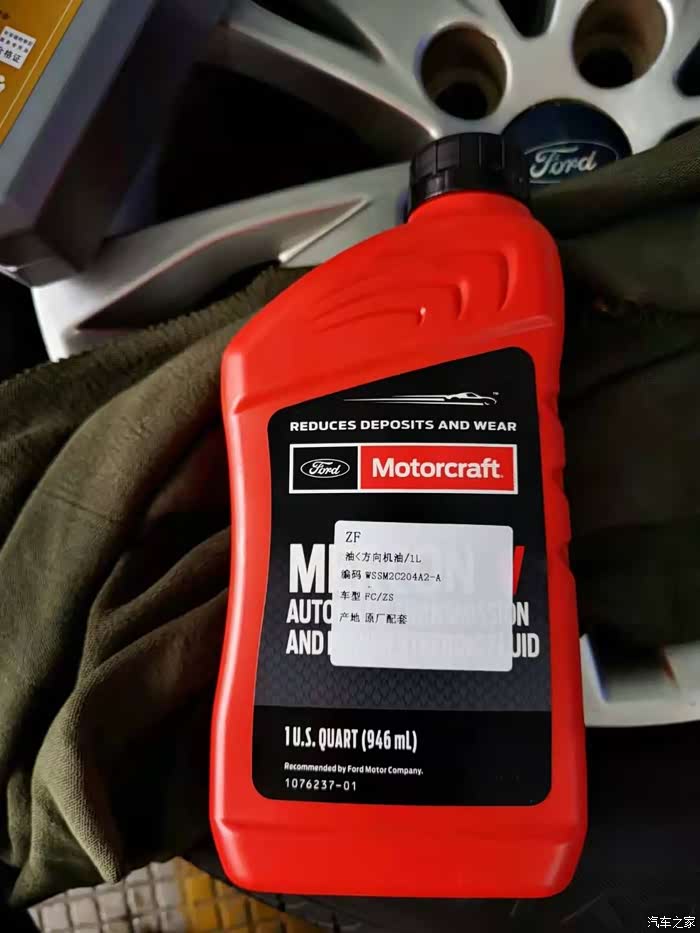 Ford
REDUCES DEPOSITS AND WEAR
Ford Motorcraft
ZF
油<方向机油/1L
编码 WSSM2C204A2-A
车型 FC/ZS
产地 原厂配套
AND
1 U.S. QUART (946 mL)
Recommended by Ford Motor Company.
1076237-01
汽车之家